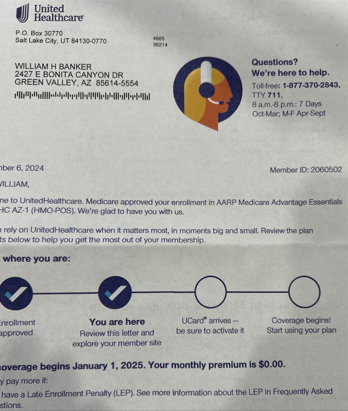 United
Healthcare®
P.O. Box 30770
Salt Lake City, UT 84130-0770
4665
36214
WILLIAM H BANKER
2427 E BONITA CANYON DR
GREEN VALLEY, AZ 85614-5554
Questions?
We're here to help.
Toll-free: 1-877-370-2843,
TTY 711,
8 a.m.-8 p.m.: 7 Days
Oct-Mar; M-F Apr-Sept
nber 6, 2024
Member ID: 2060502
VILLIAM,
me to UnitedHealthcare. Medicare approved your enrollment in AARP Medicare Advantage Essentials
HC AZ-1 (HMO-POS). We're glad to have you with us.
n rely on UnitedHealthcare when it matters most, in moments big and small. Review the plan
ts below to help you get the most out of your membership.
where you are:
Enrollment
approved
You are here
Review this letter and
explore your member site
UCard® arrives –
be sure to activate it
Coverage begins!
Start using your plan
coverage begins January 1, 2025. Your monthly premium is $0.00.
y pay more if:
have a Late Enrollment Penalty (LEP). See more information about the LEP in Frequently Asked
stions.